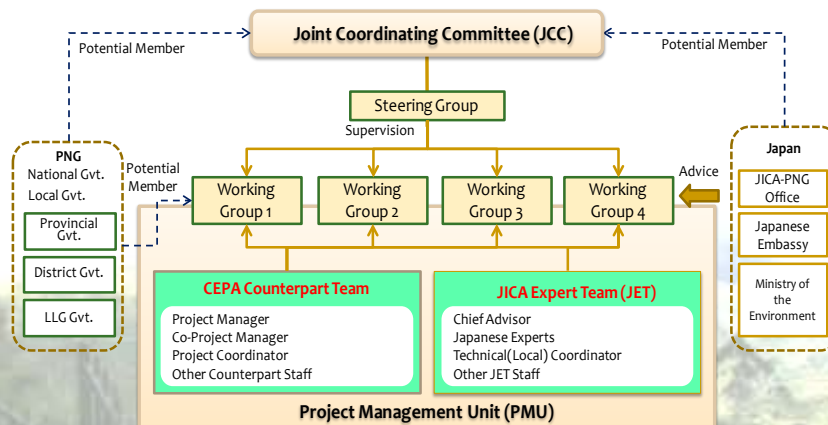 Joint Coordinating Committee (JCC)
Potential Member
Potential Member
Steering Group
Supervision
PNG
National Gvt.
Local Gvt.
Provincial
Gvt.
District Gvt.
LLG Gvt.
Potential
Member
Working
Group 1
Working
Group 2
Working
Group 3
Working
Group 4
Advice
Japan
JICA-PNG
Office
Japanese
Embassy
Ministry of
the
Environment
CEPA Counterpart Team
Project Manager
Co-Project Manager
Project Coordinator
Other Counterpart Staff
JICA Expert Team (JET)
Chief Advisor
Japanese Experts
Technical(Local) Coordinator
Other JET Staff
Project Management Unit (PMU)